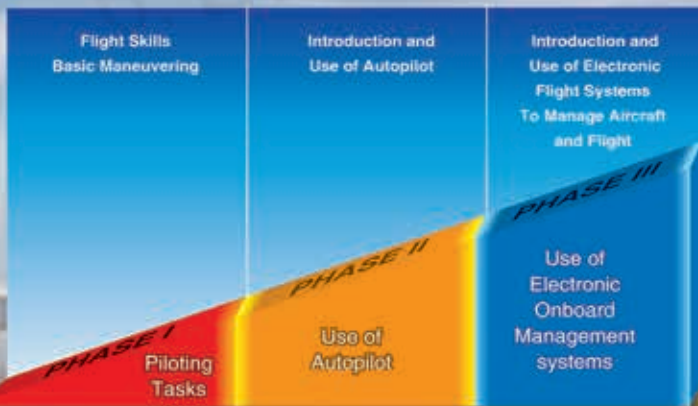 Flight Skills
Basic Maneuvering
Introduction and
Use of Autopilot
Introduction and
Use of Electronic
Flight Systems
To Manage Aircraft
and Flight
PHASE I
Piloting
Tasks
PHASE II
Use of
Autopilot
PHASE III
Use of
Electronic
Onboard
Management
systems